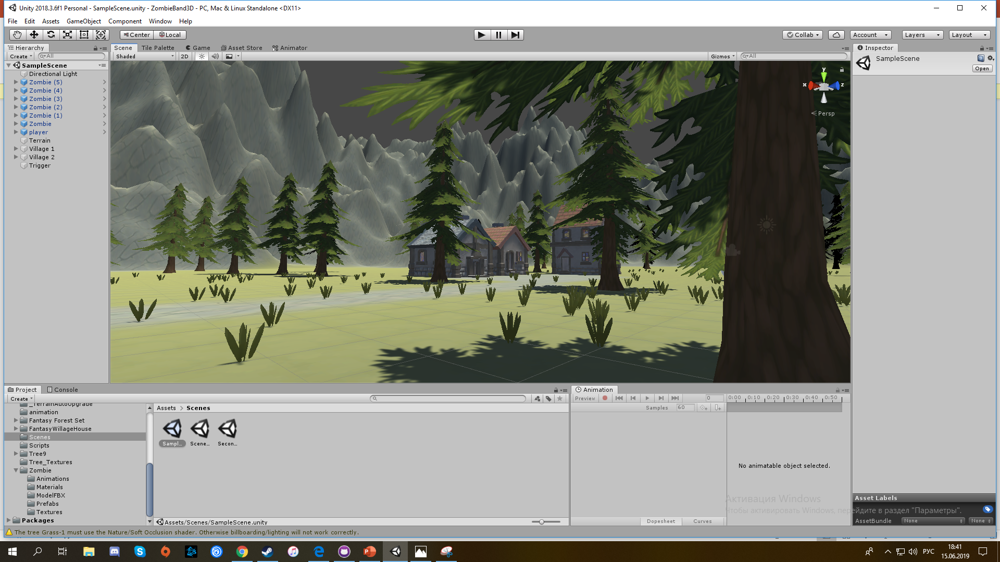 Unity 2018.3.6f1 Personal - SampleScene.unity - ZombieBand3D - PC, Mac & Linux Standalone <DX11>
File Edit Assets GameObject Component Window Help
Center Local Collab Account Layers Layout
Hierarchy Scene Tile Palette Game Asset Store Animator Inspector
Create All Shaded 2D Gizmos All
SampleScene
Directional Light
Zombie (5)
Zombie (4)
Zombie (3)
Zombie (2)
Zombie (1)
Zombie
player
Terrain
Village 1
Village 2
Trigger
y
x z
Persp
SampleScene
Open
Project Console
Create
_TerrainAutoUpgrade
animation
Fantasy Forest Set
FantasyWillageHouse
Scenes
Scripts
Tree9
Tree_Textures
Zombie
Animations
Materials
ModelFBX
Prefabs
Textures
Packages
Assets > Scenes
Sampl... Scene... Secon...
Assets/Scenes/SampleScene.unity
Animation
Preview 0 0:00 0:10 0:20 0:30 0:40 0:50
Samples 60
No animatable object selected.
Dopesheet Curves
Активация Windows
Чтобы активировать Windows, перейдите в раздел "Параметры".
Asset Labels
AssetBundle None None
The tree Grass-1 must use the Nature/Soft Occlusion shader. Otherwise billboarding/lighting will not work correctly.
РУС
18:41
15.06.2019